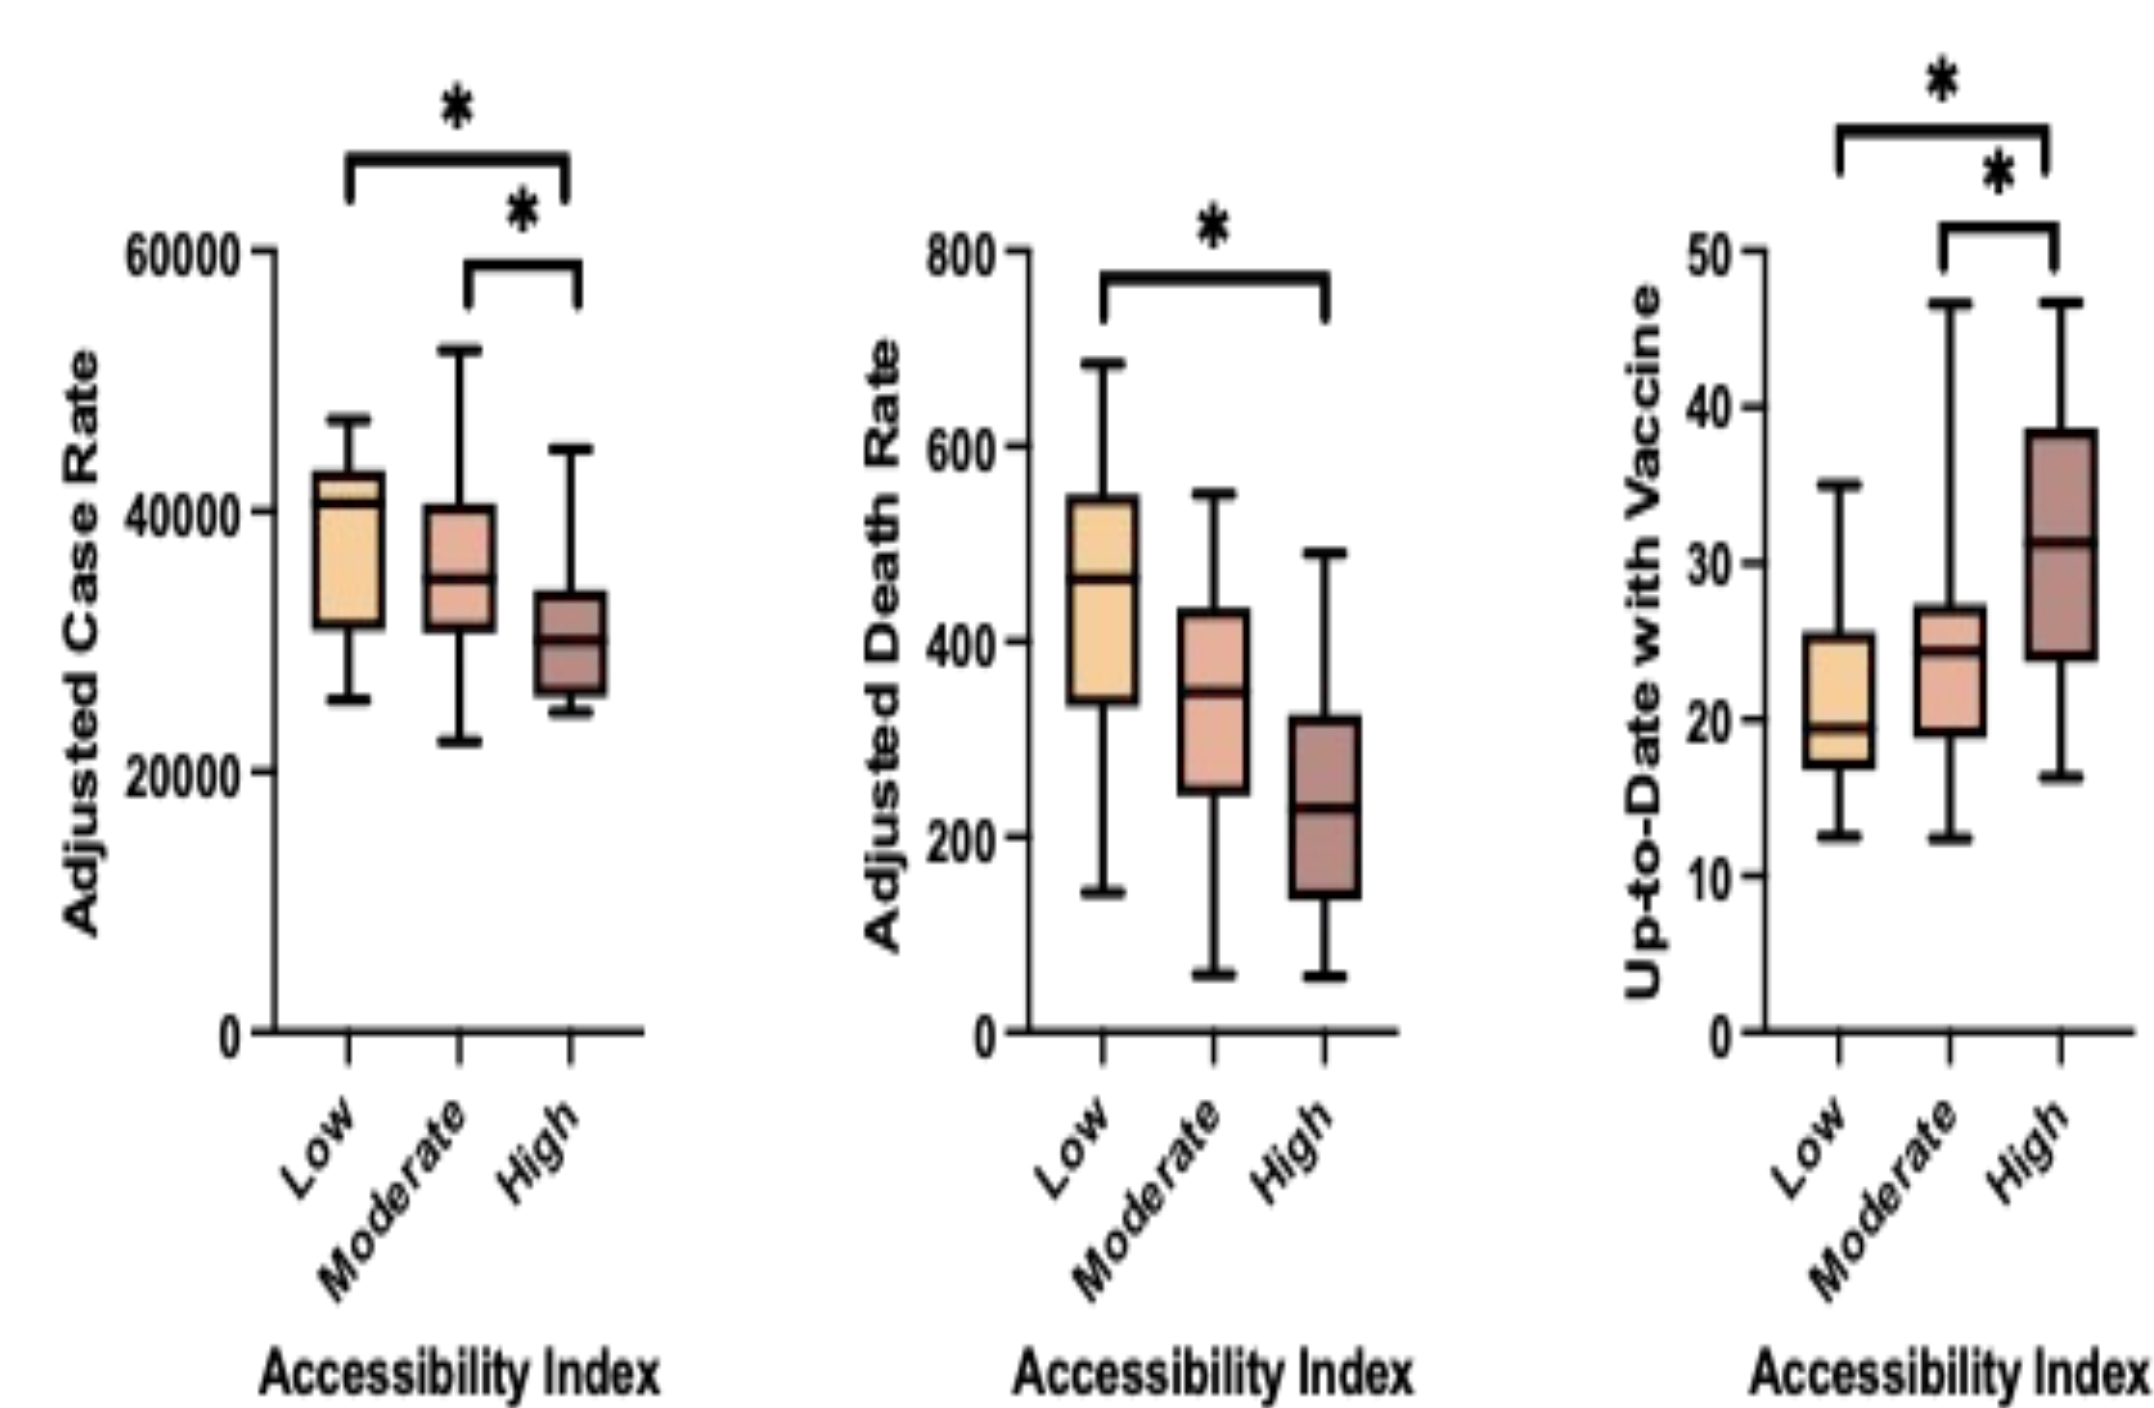 *
*
Adjusted Case Rate
60000
40000
20000
0
Low
Moderate
High
Accessibility Index
*
Adjusted Death Rate
800
600
400
200
0
Low
Moderate
High
Accessibility Index
*
*
Up-to-Date with Vaccine
50
40
30
20
10
0
Low
Moderate
High
Accessibility Index